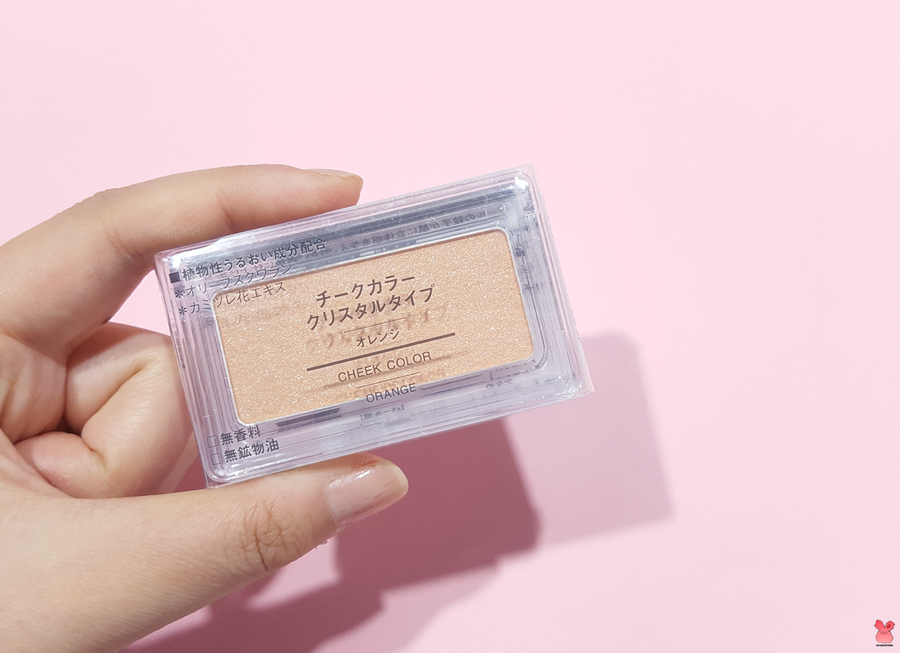 ■植物性うるおい成分配合
＊オリーブスクワラン
＊カミツレ花エキス
チークカラー
クリスタルタイプ
オレンジ
CHEEK COLOR
ORANGE
□無香料
□無鉱物油